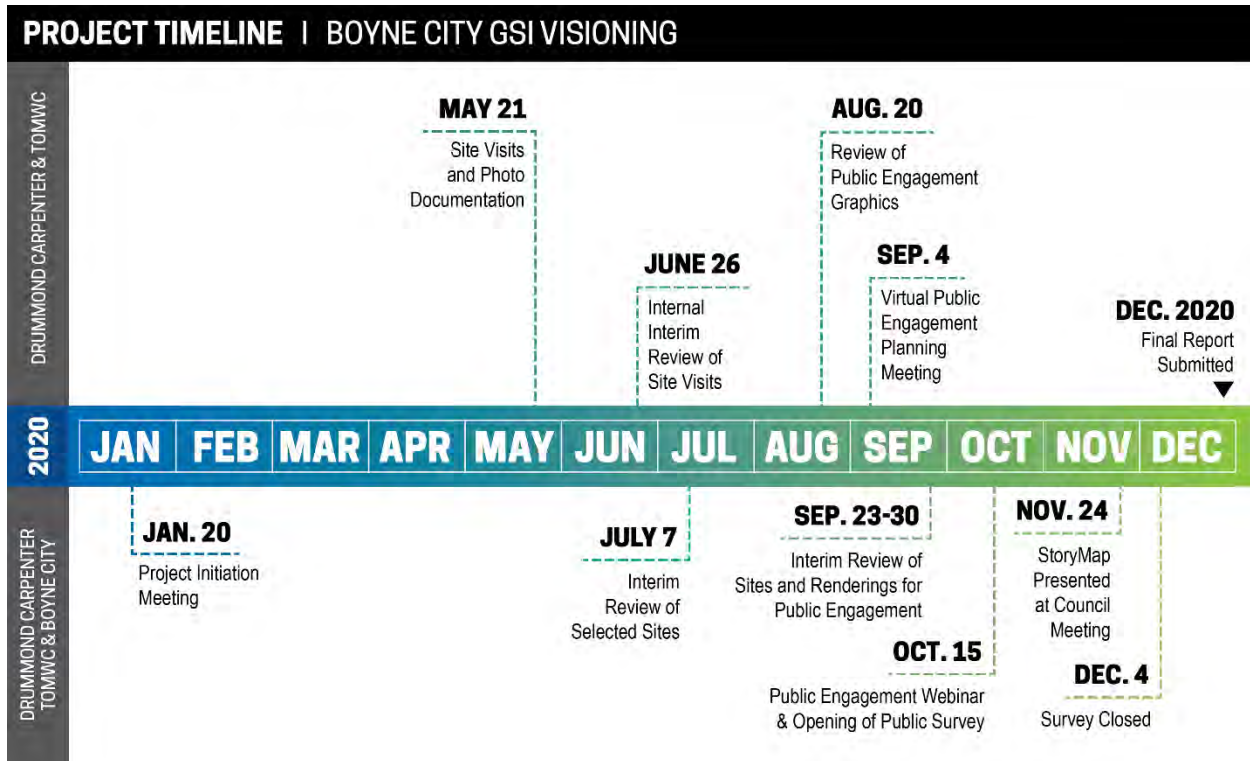 PROJECT TIMELINE | BOYNE CITY GSI VISIONING
DRUMMOND CARPENTER & TOMWC
MAY 21
Site Visits
and Photo
Documentation
JUNE 26
Internal
Interim
Review of
Site Visits
AUG. 20
Review of
Public Engagement
Graphics
SEP. 4
Virtual Public
Engagement
Planning
Meeting
DEC. 2020
Final Report
Submitted
2020
JAN FEB MAR APR MAY JUN JUL AUG SEP OCT NOV DEC
DRUMMOND CARPENTER
TOMWC & BOYNE CITY
JAN. 20
Project Initiation
Meeting
JULY 7
Interim
Review of
Selected Sites
SEP. 23-30
Interim Review of
Sites and Renderings for
Public Engagement
OCT. 15
Public Engagement Webinar
& Opening of Public Survey
NOV. 24
StoryMap
Presented
at Council
Meeting
DEC. 4
Survey Closed